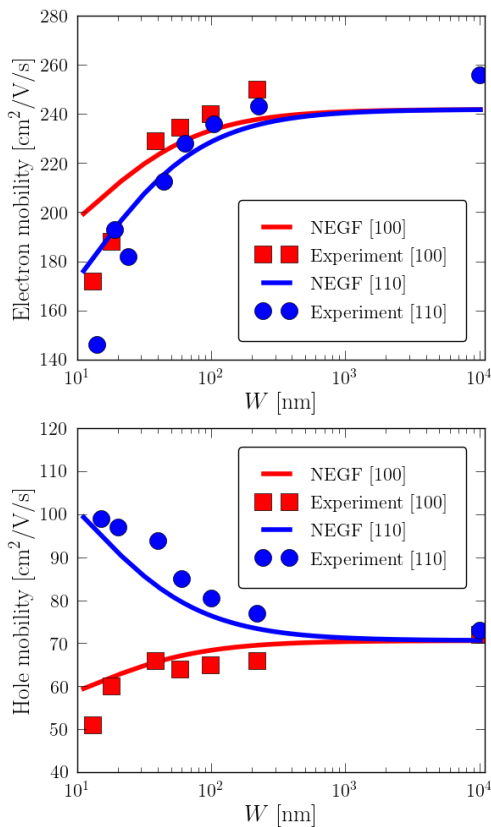 280
260
240
220
200
180
160
140
Electron mobility [cm²/V/s]
NEGF [100]
Experiment [100]
NEGF [110]
Experiment [110]
10¹ 10² 10³ 10⁴
W [nm]
120
110
100
90
80
70
60
50
40
Hole mobility [cm²/V/s]
NEGF [100]
Experiment [100]
NEGF [110]
Experiment [110]
10¹ 10² 10³ 10⁴
W [nm]